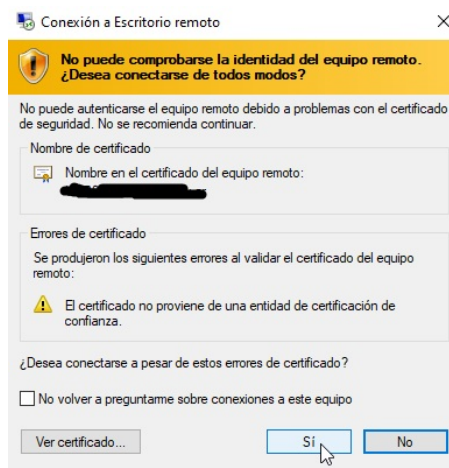 Conexión a Escritorio remoto
No puede comprobarse la identidad del equipo remoto.
¿Desea conectarse de todos modos?
No puede autenticarse el equipo remoto debido a problemas con el certificado
de seguridad. No se recomienda continuar.
Nombre de certificado
Nombre en el certificado del equipo remoto:
Errores de certificado
Se produjeron los siguientes errores al validar el certificado del equipo
remoto:
El certificado no proviene de una entidad de certificación de
confianza.
¿Desea conectarse a pesar de estos errores de certificado?
No volver a preguntarme sobre conexiones a este equipo
Ver certificado...
Sí
No